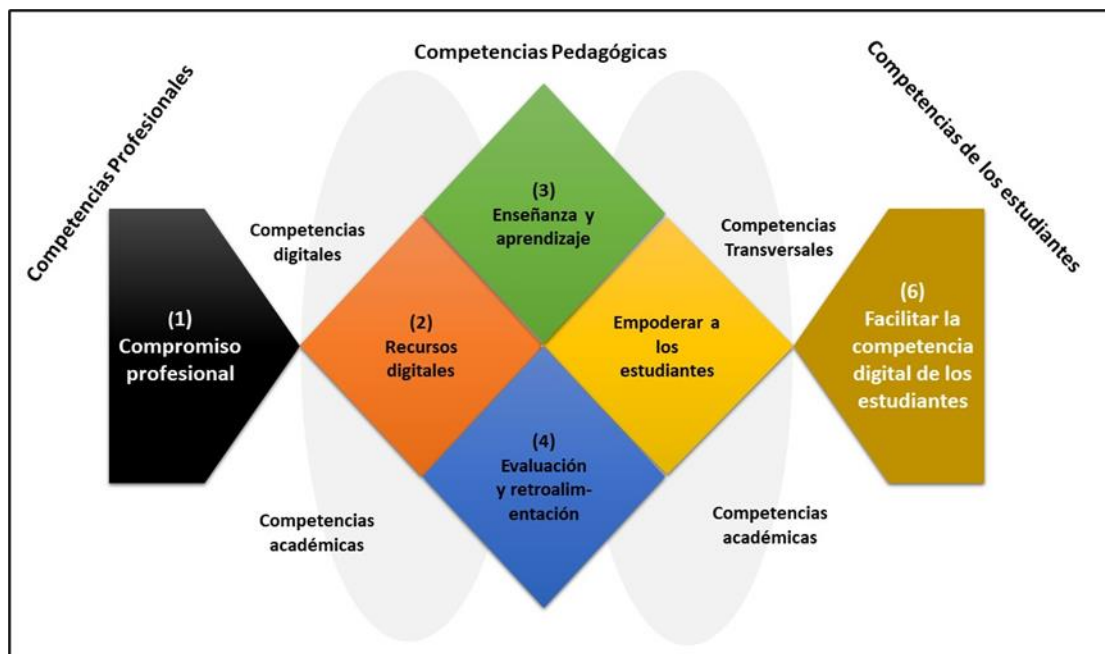 Competencias Pedagógicas
Competencias Profesionales
Competencias de los estudiantes
(3)
Enseñanza y
aprendizaje
Competencias
digitales
Competencias
Transversales
(1)
Compromiso
profesional
(2)
Recursos
digitales
Empoderar a
los
estudiantes
(6)
Facilitar la
competencia
digital de los
estudiantes
(4)
Evaluación
y retroalim-
entación
Competencias
académicas
Competencias
académicas